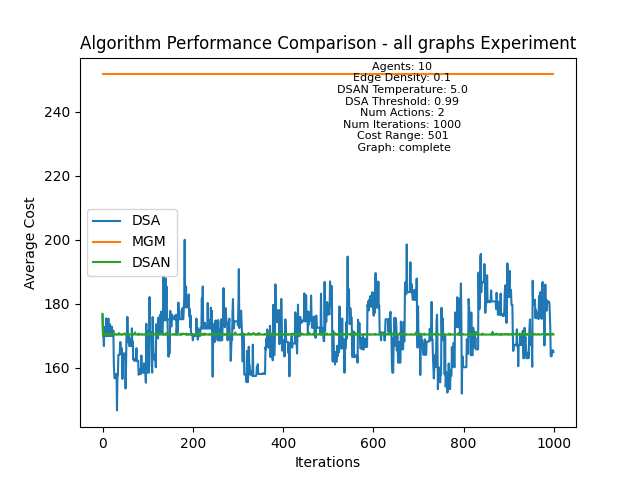 Algorithm Performance Comparison - all graphs Experiment
Agents: 10
Edge Density: 0.1
DSAN Temperature: 5.0
DSA Threshold: 0.99
Num Actions: 2
Num Iterations: 1000
Cost Range: 501
Graph: complete
240
220
200
180
160
Average Cost
DSA
MGM
DSAN
0
200
400
600
800
1000
Iterations